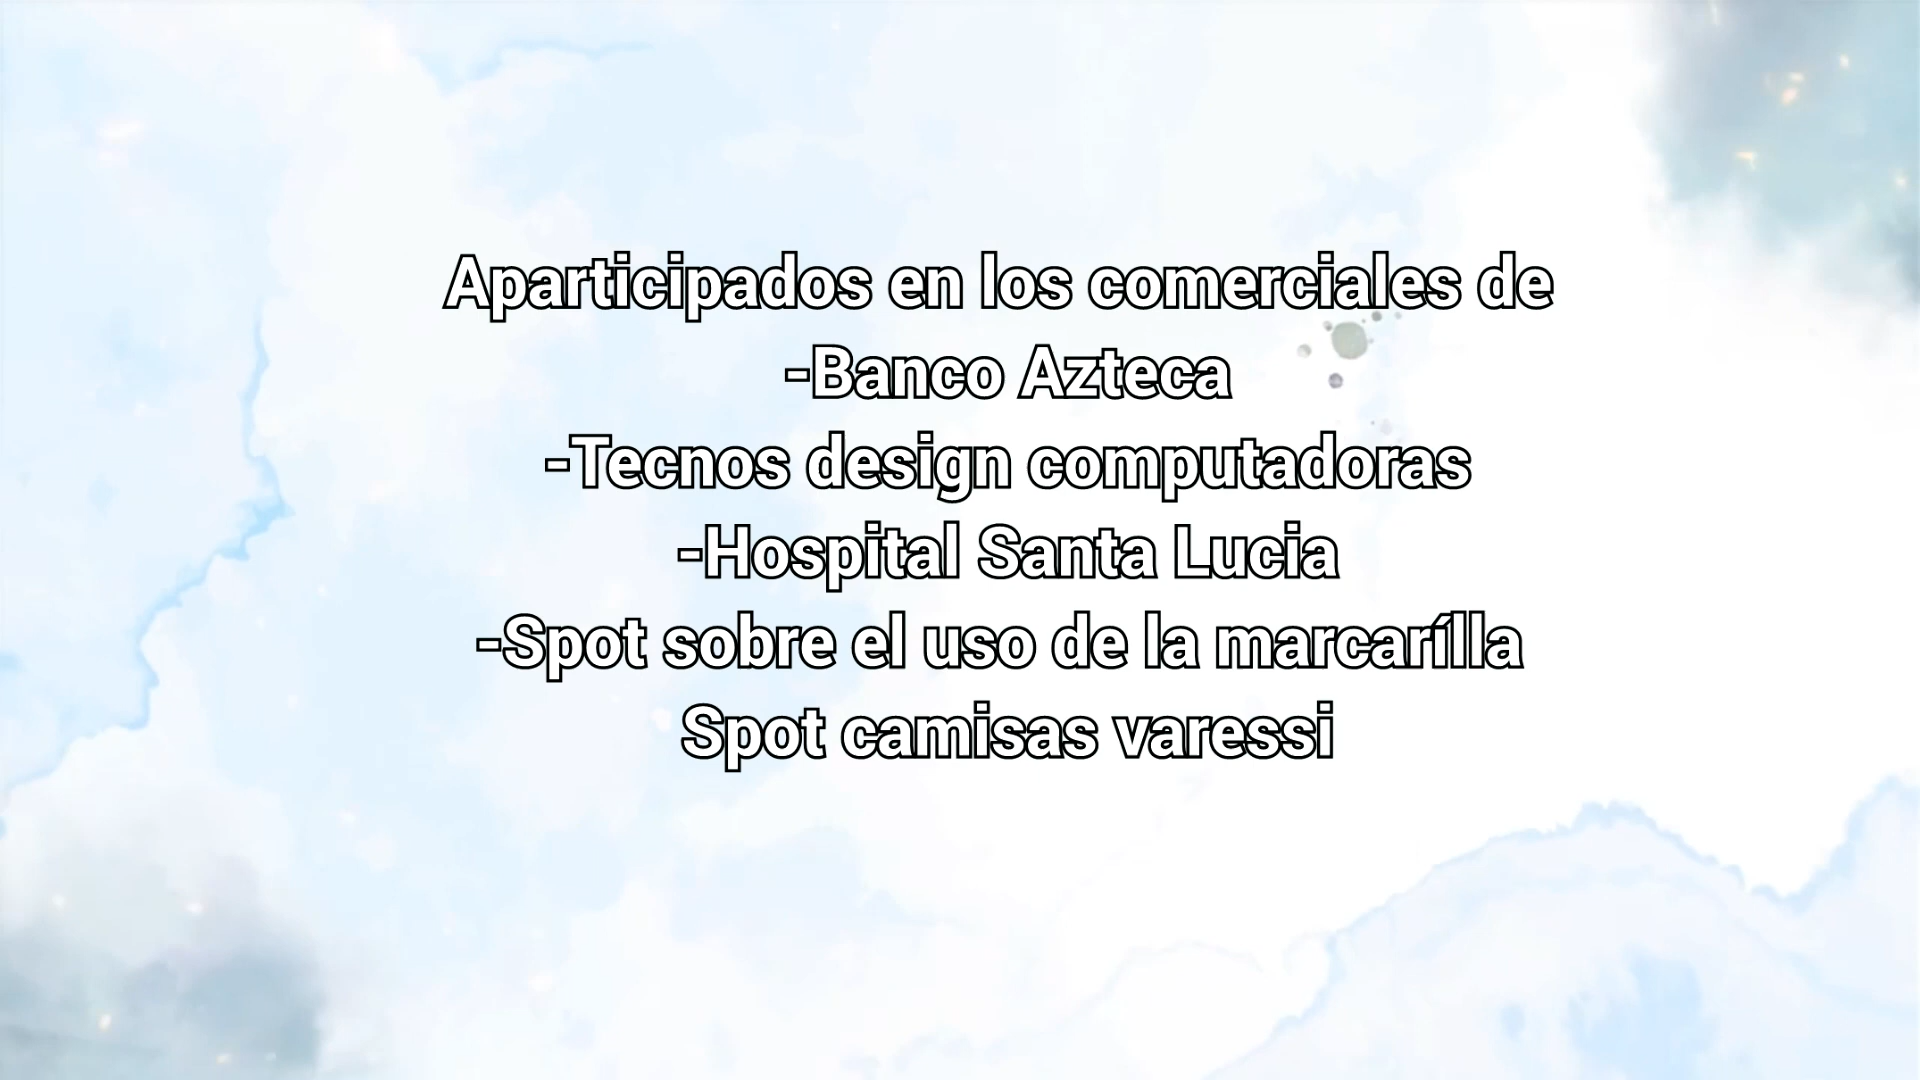 Aparticipados en los comerciales de
-Banco Azteca
-Tecnos design computadoras
-Hospital Santa Lucia
-Spot sobre el uso de la marcarílla
Spot camisas varessi